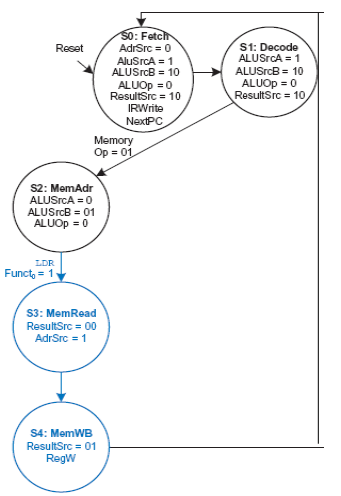 Reset
S0: Fetch
AdrSrc = 0
AluSrcA = 1
ALUSrcB = 10
ALUOp = 0
ResultSrc = 10
IRWrite
NextPC
S1: Decode
ALUSrcA = 1
ALUSrcB = 10
ALUOp = 0
ResultSrc = 10
Memory
Op = 01
S2: MemAdr
ALUSrcA = 0
ALUSrcB = 01
ALUOp = 0
LDR
Funct₀ = 1
S3: MemRead
ResultSrc = 00
AdrSrc = 1
S4: MemWB
ResultSrc = 01
RegW